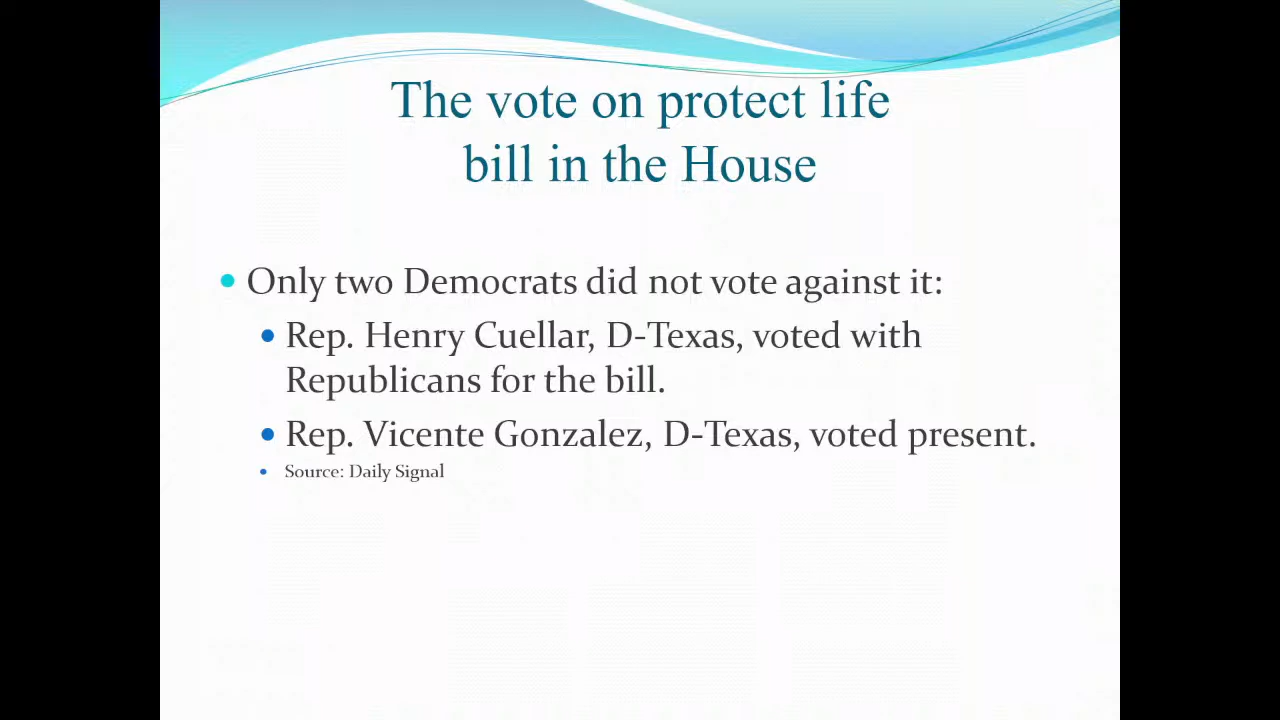 The vote on protect life
bill in the House
Only two Democrats did not vote against it:
Rep. Henry Cuellar, D-Texas, voted with
Republicans for the bill.
Rep. Vicente Gonzalez, D-Texas, voted present.
Source: Daily Signal